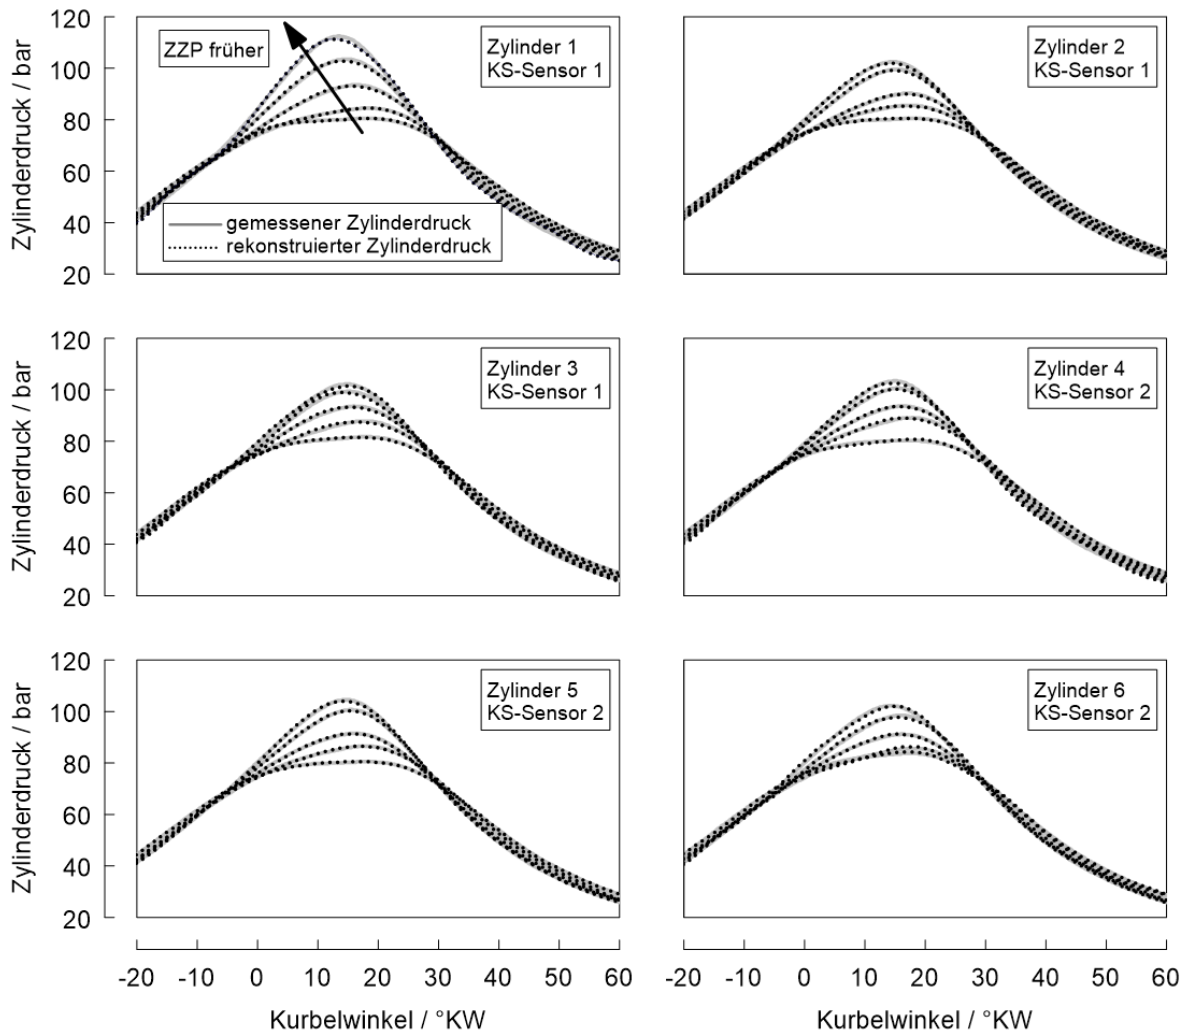 120
100
80
60
40
20
Zylinderdruck / bar
ZZP früher
Zylinder 1
KS-Sensor 1
gemessener Zylinderdruck
rekonstruierter Zylinderdruck
Zylinder 2
KS-Sensor 1
120
100
80
60
40
20
Zylinderdruck / bar
Zylinder 3
KS-Sensor 1
Zylinder 4
KS-Sensor 2
120
100
80
60
40
20
Zylinderdruck / bar
Zylinder 5
KS-Sensor 2
Zylinder 6
KS-Sensor 2
-20 -10 0 10 20 30 40 50 60
Kurbelwinkel / °KW
-20 -10 0 10 20 30 40 50 60
Kurbelwinkel / °KW